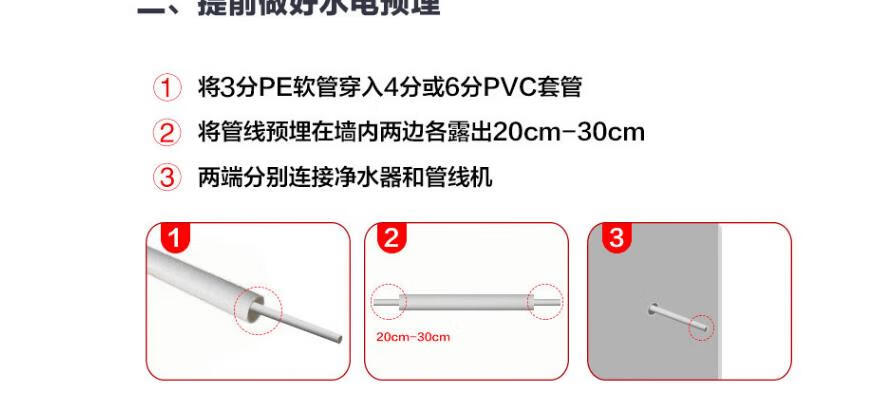 二、提前做好水电预埋
① 将3分PE软管穿入4分或6分PVC套管
② 将管线预埋在墙内两边各露出20cm-30cm
③ 两端分别连接净水器和管线机
1
2
3
20cm-30cm